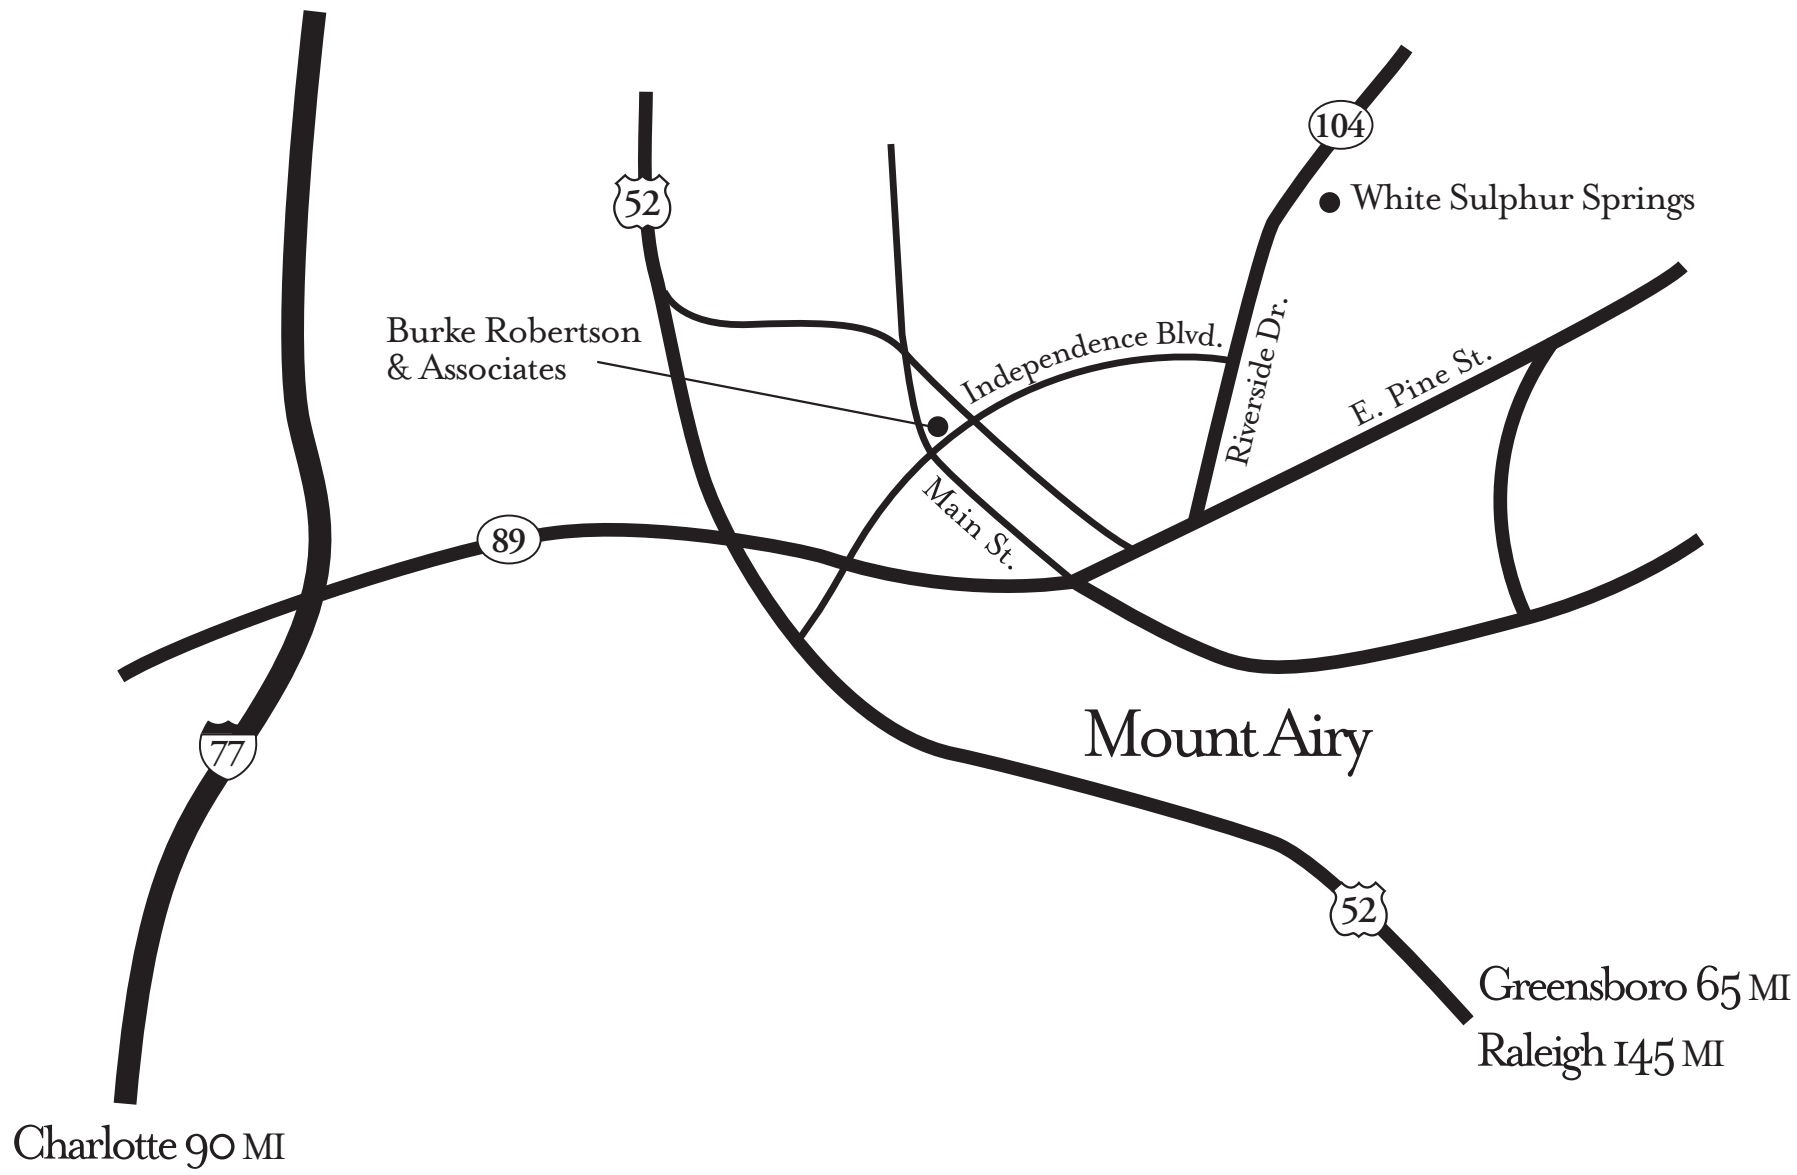 104
White Sulphur Springs
52
Burke Robertson
& Associates
Independence Blvd.
Riverside Dr.
E. Pine St.
Main St.
89
77
Mount Airy
52
Greensboro 65 MI
Raleigh 145 MI
Charlotte 90 MI